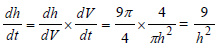 dh/dt = dh/dV × dV/dt = 9π/4 × 4/πh² = 9/h²